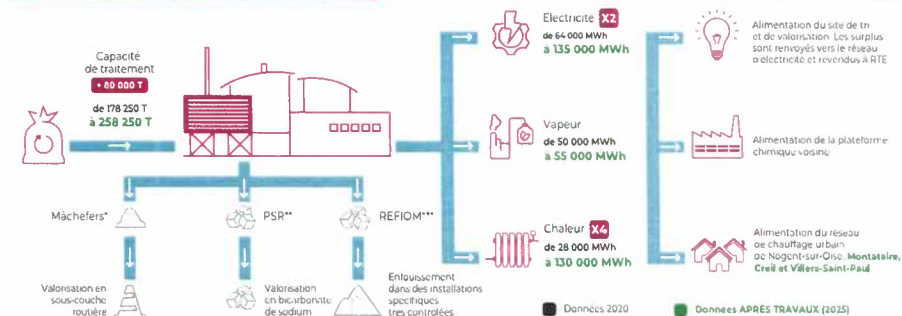 Capacité
de traitement
+ 80 000 T
de 178 250 T
à 258 250 T
Electricité X2
de 64 000 MWh
à 135 000 MWh
Alimentation du site de tri
et de valorisation. Les surplus
sont renvoyés vers le réseau
d électricité et revendus à RTE
Vapeur
de 50 000 MWh
à 55 000 MWh
Alimentation de la plateforme
chimique voisine
Chaleur X4
de 28 000 MWh
à 130 000 MWh
Alimentation du réseau
de chauffage urbain
de Nogent-sur-Oise, Montataire,
Creil et Villers-Saint-Paul
Mâchefers*
PSR**
REFIOM***
Valorisation en
sous-couche
routière
Valorisation
en bicarbonate
de sodium
Enfouissement
dans des installations
spécifiques
tres controlées
Données 2020
Données APRÈS TRAVAUX (2025)